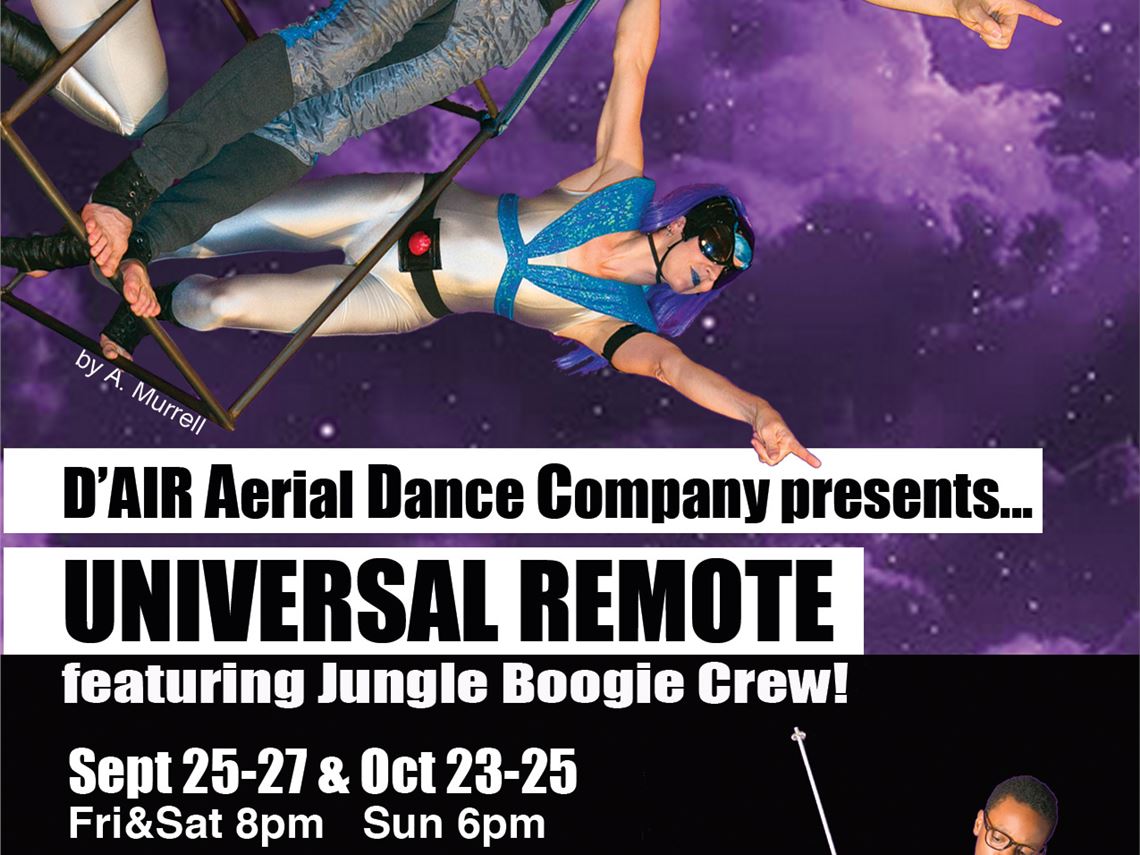 by A. Murrell
D’AIR Aerial Dance Company presents...
UNIVERSAL REMOTE
featuring Jungle Boogie Crew!
Sept 25-27 & Oct 23-25
Fri&Sat 8pm Sun 6pm